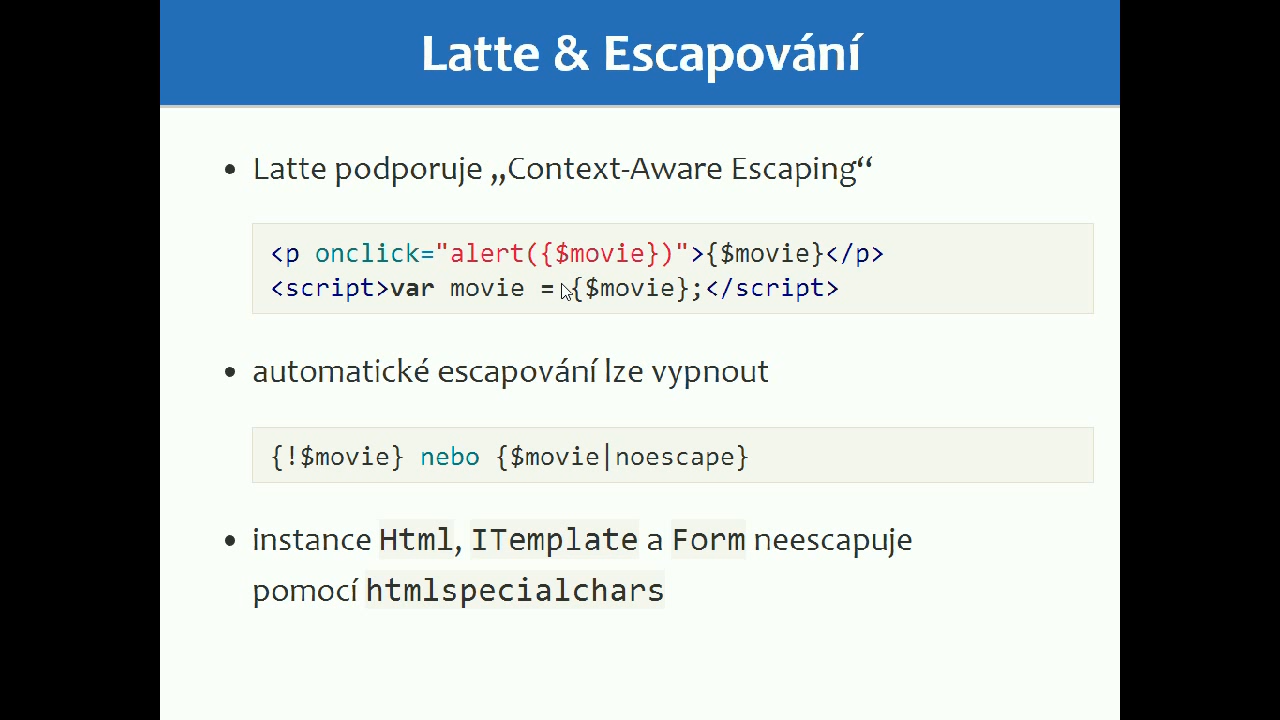 Latte & Escapování
• Latte podporuje „Context-Aware Escaping“
<p onclick="alert({$movie})">{$movie}</p>
<script>var movie = {$movie};</script>
• automatické escapování lze vypnout
{!$movie} nebo {$movie|noescape}
• instance Html, ITemplate a Form neescapuje
pomocí htmlspecialchars